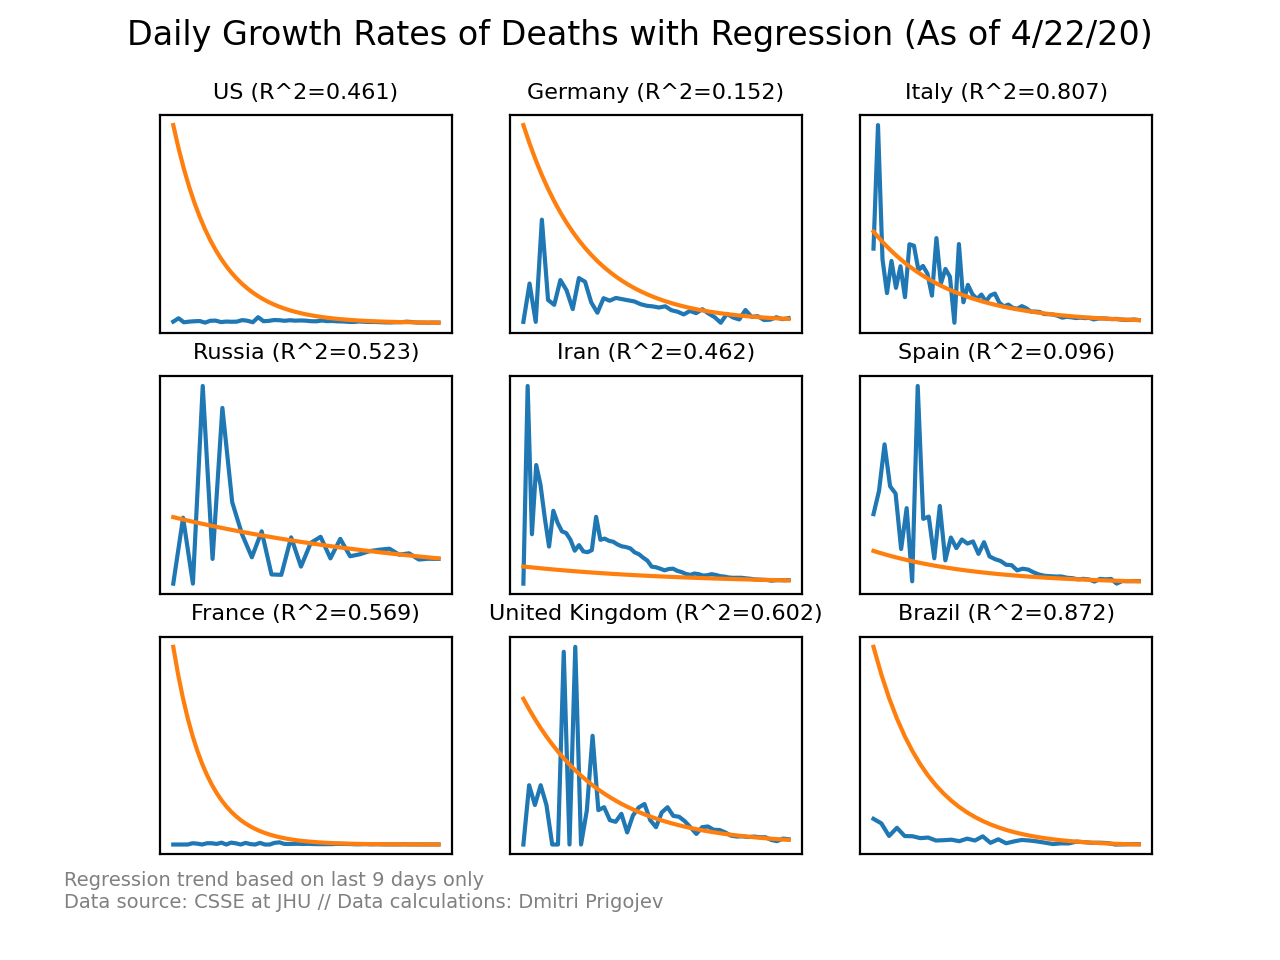 Daily Growth Rates of Deaths with Regression (As of 4/22/20)
US (R^2=0.461)
Germany (R^2=0.152)
Italy (R^2=0.807)
Russia (R^2=0.523)
Iran (R^2=0.462)
Spain (R^2=0.096)
France (R^2=0.569)
United Kingdom (R^2=0.602)
Brazil (R^2=0.872)
Regression trend based on last 9 days only
Data source: CSSE at JHU // Data calculations: Dmitri Prigojev